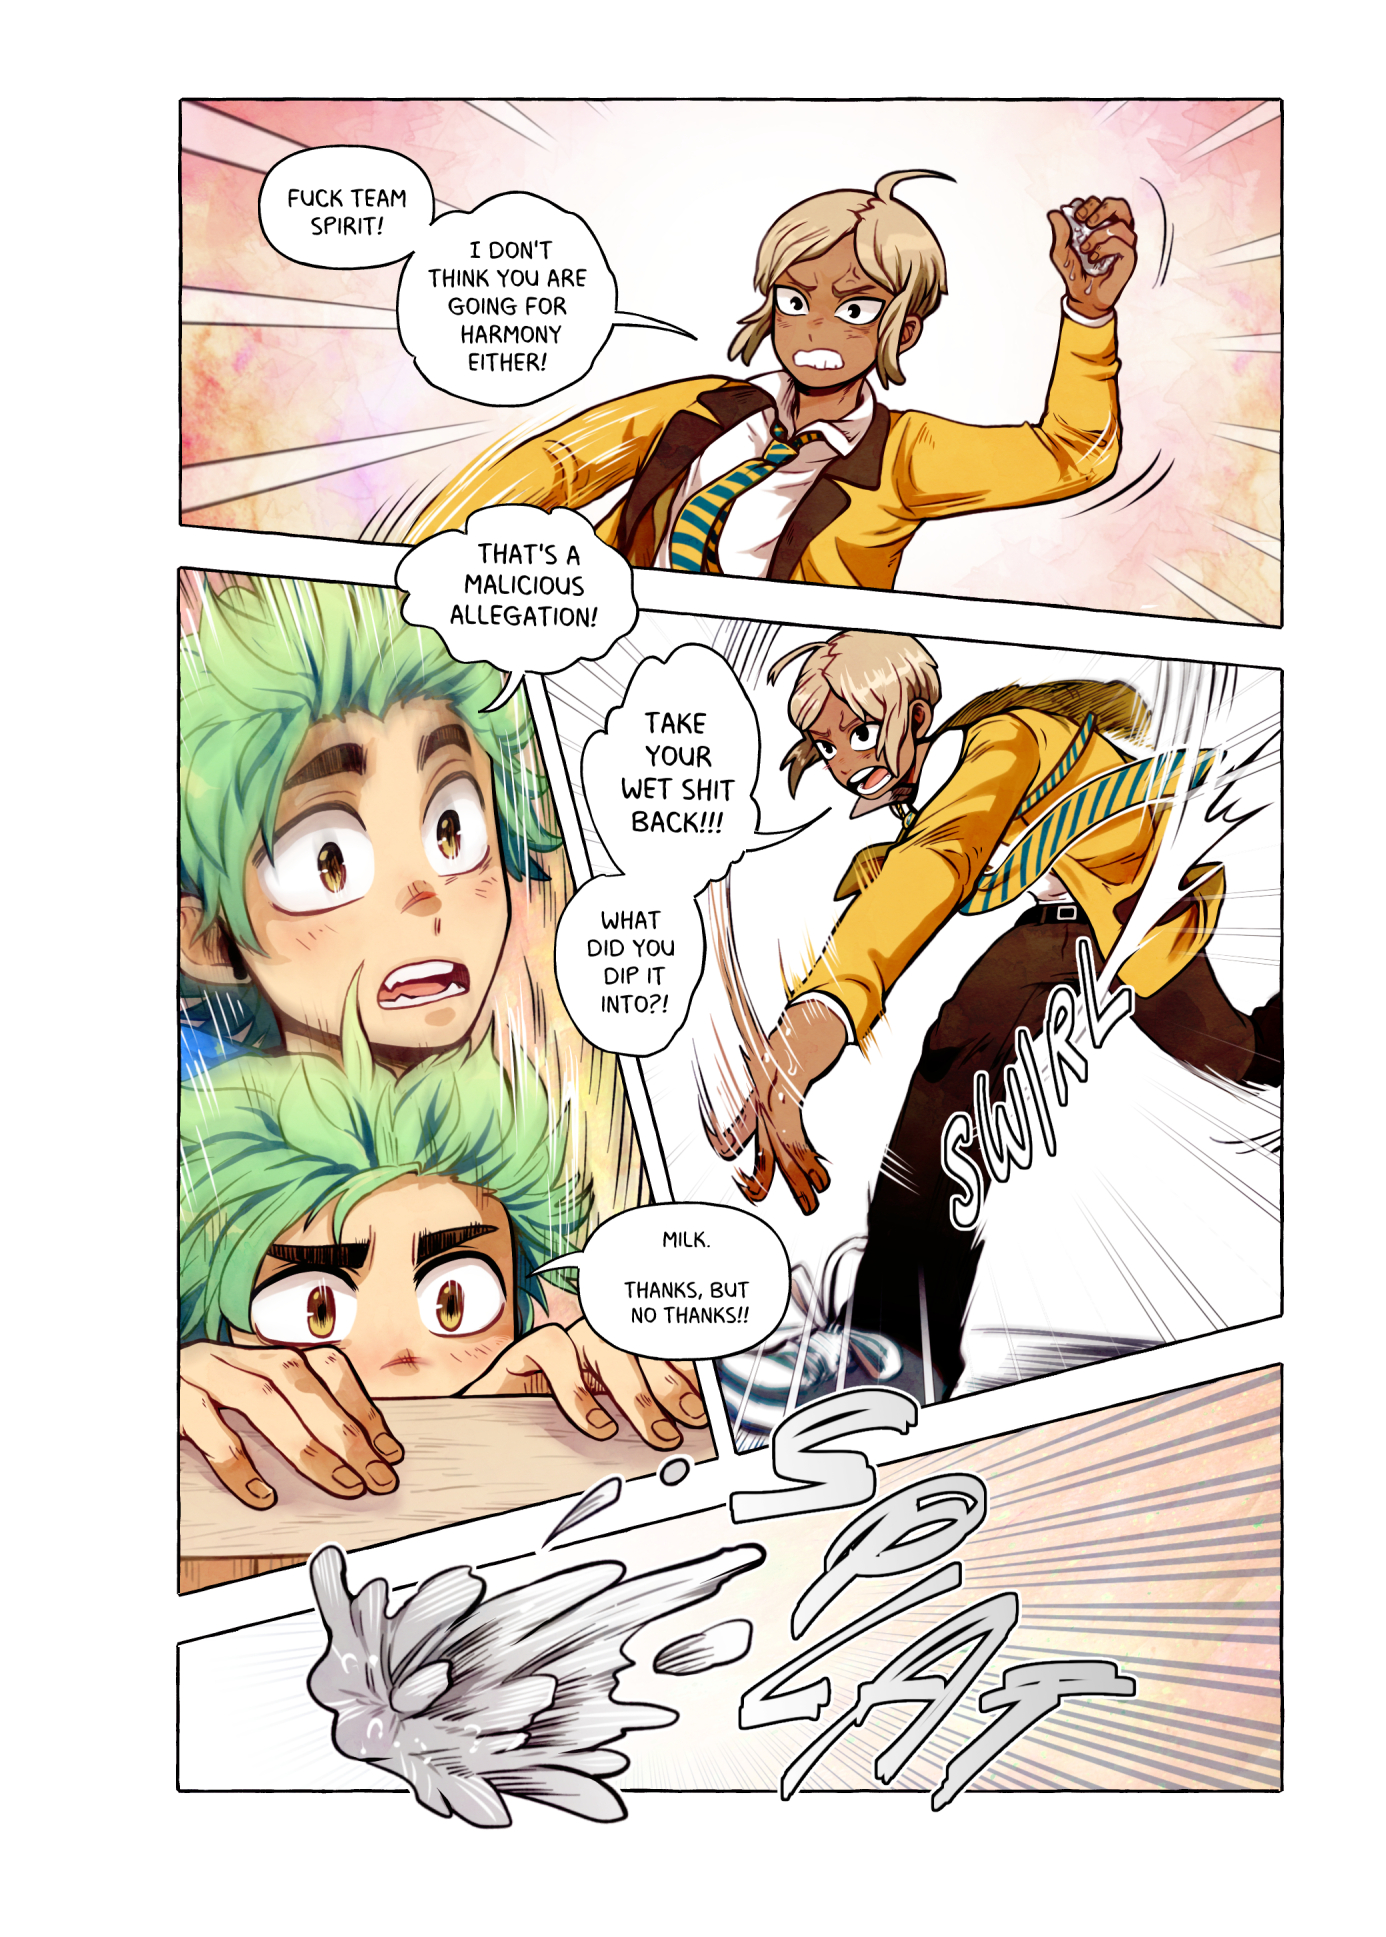 FUCK TEAM
SPIRIT!
I DON'T
THINK YOU ARE
GOING FOR
HARMONY
EITHER!
THAT'S A
MALICIOUS
ALLEGATION!
TAKE
YOUR
WET SHIT
BACK!!!
WHAT
DID YOU
DIP IT
INTO?!
SWIRL
MILK.
THANKS, BUT
NO THANKS!!
SPLAT